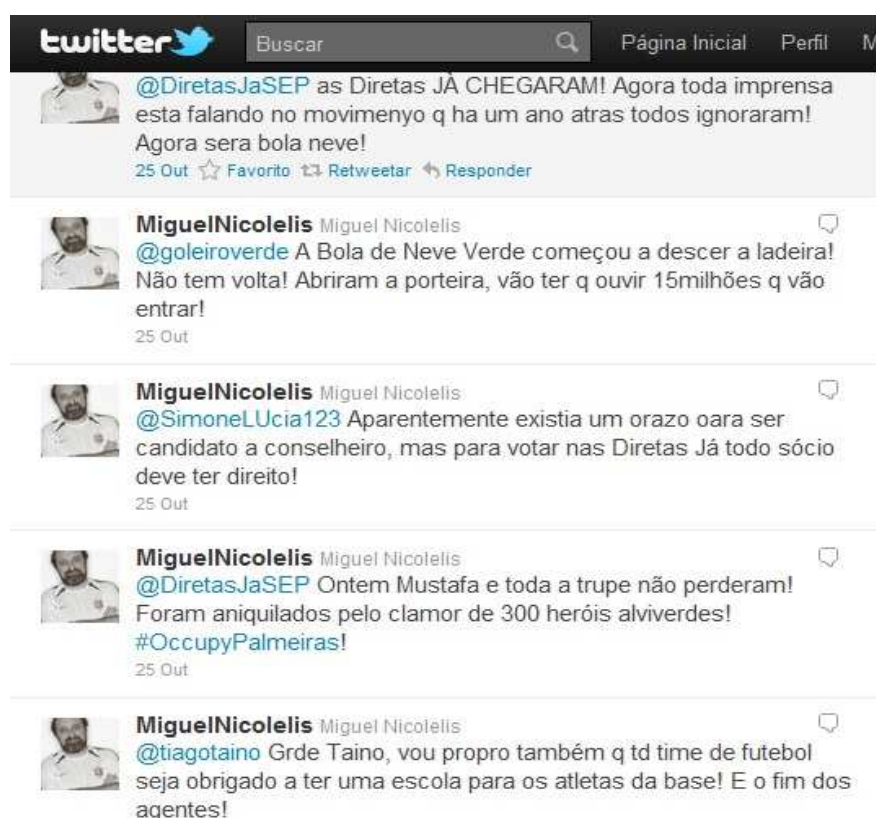 twitter Buscar Página Inicial Perfil M
@DiretasJaSEP as Diretas JÁ CHEGARAM! Agora toda imprensa
esta falando no movimenyo q ha um ano atras todos ignoraram!
Agora sera bola neve!
25 Out Favorito Retweetar Responder
MiguelNicolelis Miguel Nicolelis
@goleiroverde A Bola de Neve Verde começou a descer a ladeira!
Não tem volta! Abriram a porteira, vão ter q ouvir 15milhões q vão
entrar!
25 Out
MiguelNicolelis Miguel Nicolelis
@SimoneLUcia123 Aparentemente existia um orazo oara ser
candidato a conselheiro, mas para votar nas Diretas Já todo sócio
deve ter direito!
25 Out
MiguelNicolelis Miguel Nicolelis
@DiretasJaSEP Ontem Mustafa e toda a trupe não perderam!
Foram aniquilados pelo clamor de 300 heróis alviverdes!
#OccupyPalmeiras!
25 Out
MiguelNicolelis Miguel Nicolelis
@tiagotaino Grde Taino, vou propro também q td time de futebol
seja obrigado a ter uma escola para os atletas da base! E o fim dos
agentes!